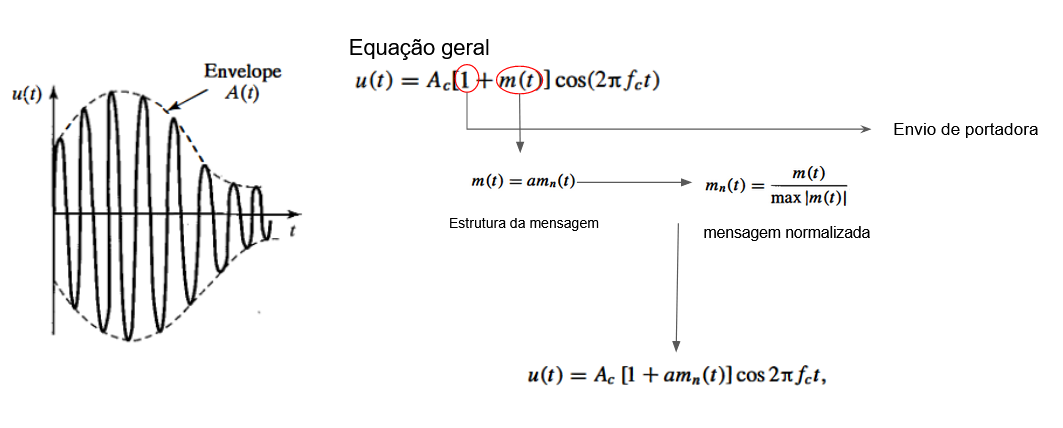 Equação geral
u(t) = A_c[1 + m(t)] cos(2π f_c t)
Envelope
A(t)
u(t)
t
Envio de portadora
m(t) = am_n(t)
m_n(t) = m(t) / max |m(t)|
Estrutura da mensagem
mensagem normalizada
u(t) = A_c [1 + am_n(t)] cos 2π f_c t,